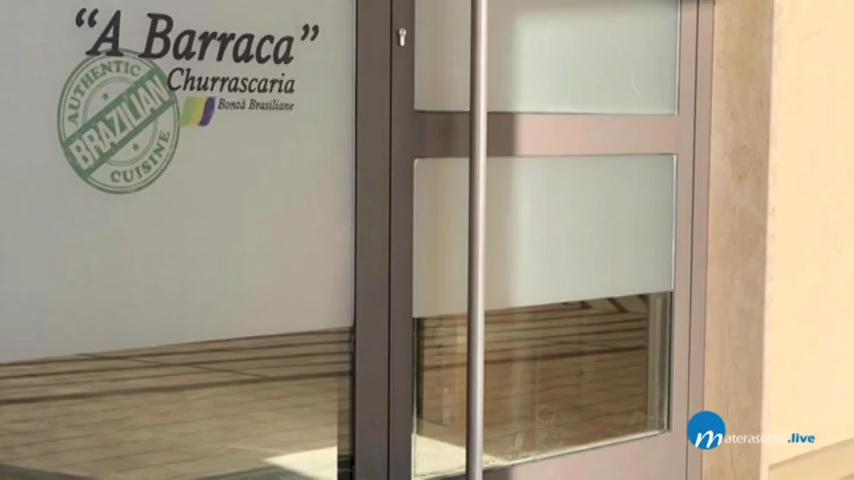 “A Barraca”
Churrascaria
Bontà Brasiliane
AUTHENTIC
BRAZILIAN
CUISINE
materasocial.live